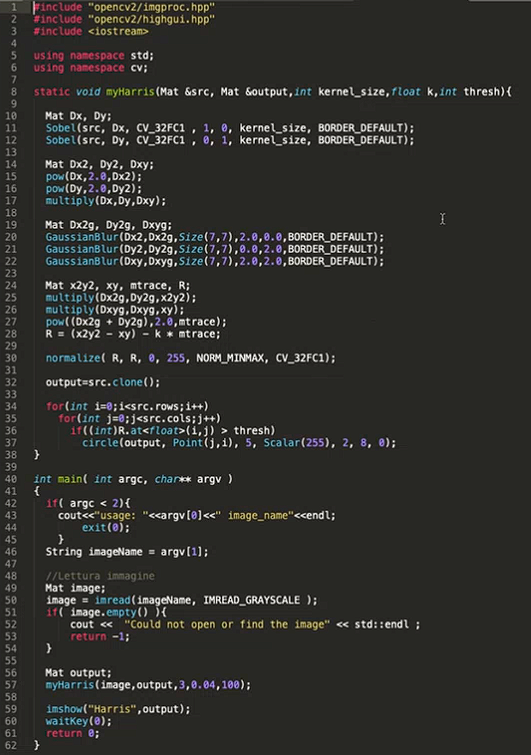 1 #include "opencv2/imgproc.hpp"
2 #include "opencv2/highgui.hpp"
3 #include <iostream>
4
5 using namespace std;
6 using namespace cv;
7
8 static void myHarris(Mat &src, Mat &output,int kernel_size,float k,int thresh){
9
10 Mat Dx, Dy;
11 Sobel(src, Dx, CV_32FC1 , 1, 0, kernel_size, BORDER_DEFAULT);
12 Sobel(src, Dy, CV_32FC1 , 0, 1, kernel_size, BORDER_DEFAULT);
13
14 Mat Dx2, Dy2, Dxy;
15 pow(Dx,2.0,Dx2);
16 pow(Dy,2.0,Dy2);
17 multiply(Dx,Dy,Dxy);
18
19 Mat Dx2g, Dy2g, Dxyg;
20 GaussianBlur(Dx2,Dx2g,Size(7,7),2.0,0.0,BORDER_DEFAULT);
21 GaussianBlur(Dy2,Dy2g,Size(7,7),0.0,2.0,BORDER_DEFAULT);
22 GaussianBlur(Dxy,Dxyg,Size(7,7),2.0,2.0,BORDER_DEFAULT);
23
24 Mat x2y2, xy, mtrace, R;
25 multiply(Dx2g,Dy2g,x2y2);
26 multiply(Dxyg,Dxyg,xy);
27 pow((Dx2g + Dy2g),2.0,mtrace);
28 R = (x2y2 - xy) - k * mtrace;
29
30 normalize( R, R, 0, 255, NORM_MINMAX, CV_32FC1);
31
32 output=src.clone();
33
34 for(int i=0;i<src.rows;i++)
35 for(int j=0;j<src.cols;j++)
36 if((int)R.at<float>(i,j) > thresh)
37 circle(output, Point(j,i), 5, Scalar(255), 2, 8, 0);
38 }
39
40 int main( int argc, char** argv )
41 {
42 if( argc < 2){
43 cout<<"usage: "<<argv[0]<<" image_name"<<endl;
44 exit(0);
45 }
46 String imageName = argv[1];
47
48 //Lettura immagine
49 Mat image;
50 image = imread(imageName, IMREAD_GRAYSCALE );
51 if( image.empty() ){
52 cout << "Could not open or find the image" << std::endl ;
53 return -1;
54 }
55
56 Mat output;
57 myHarris(image,output,3,0.04,100);
58
59 imshow("Harris",output);
60 waitKey(0);
61 return 0;
62 }